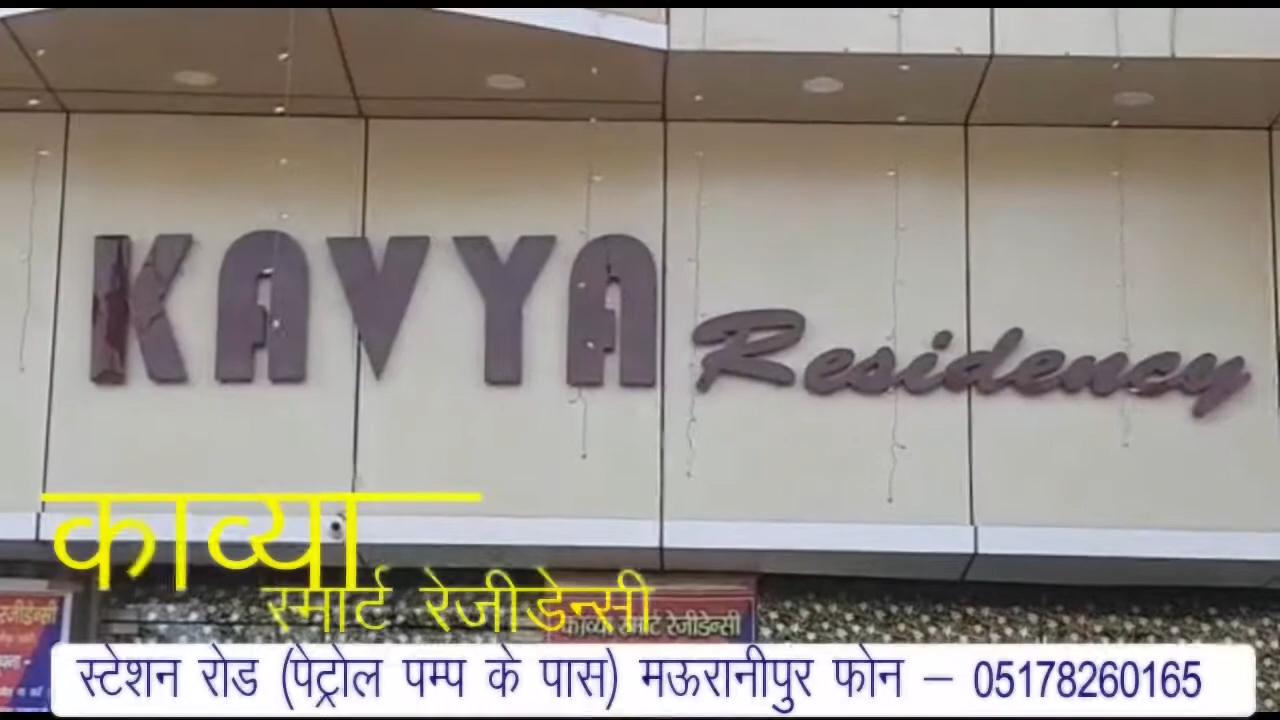 KAVYA Residency
काव्या
स्मार्ट रेजीडेन्सी
रेजीडेन्सी
काव्या स्मार्ट रेजीडेन्सी
स्टेशन रोड (पेट्रोल पम्प के पास) मऊरानीपुर फोन – 05178260165